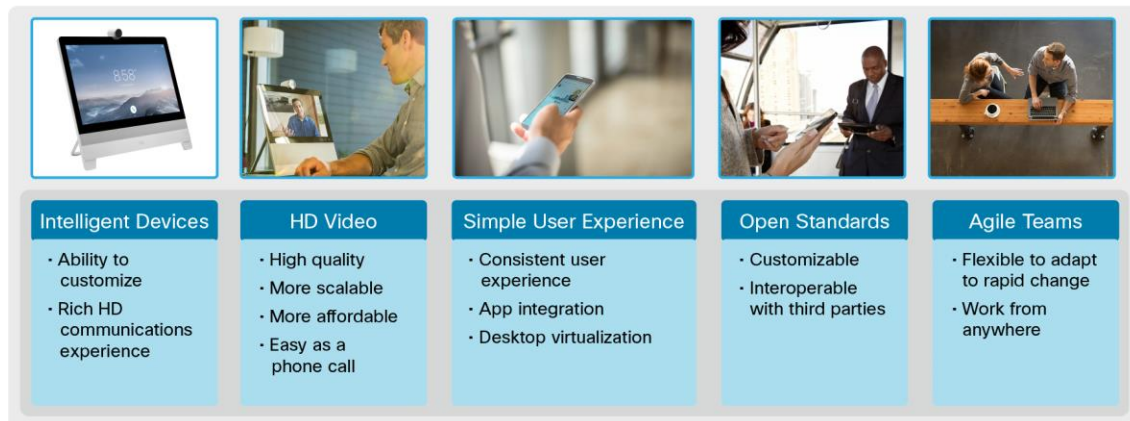 8:58
Intelligent Devices
· Ability to
customize
· Rich HD
communications
experience
HD Video
· High quality
· More scalable
· More affordable
· Easy as a
phone call
Simple User Experience
· Consistent user
experience
· App integration
· Desktop virtualization
Open Standards
· Customizable
· Interoperable
with third parties
Agile Teams
· Flexible to adapt
to rapid change
· Work from
anywhere